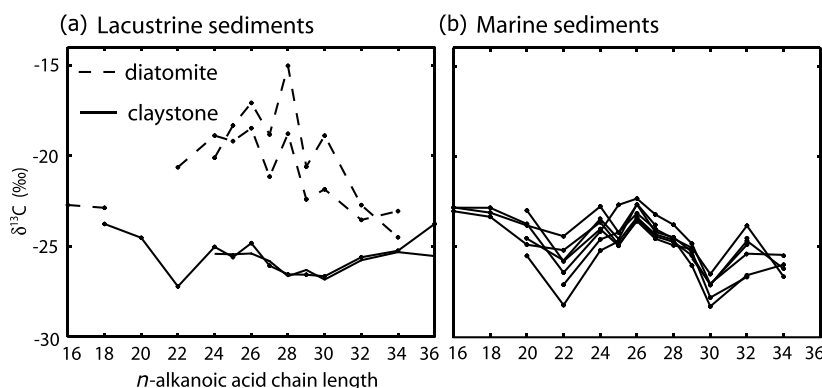 (a) Lacustrine sediments
(b) Marine sediments
-15
diatomite
claystone
-20
δ¹³C (‰)
-25
-30
16 18 20 22 24 26 28 30 32 34 36
16 18 20 22 24 26 28 30 32 34 36
n-alkanoic acid chain length